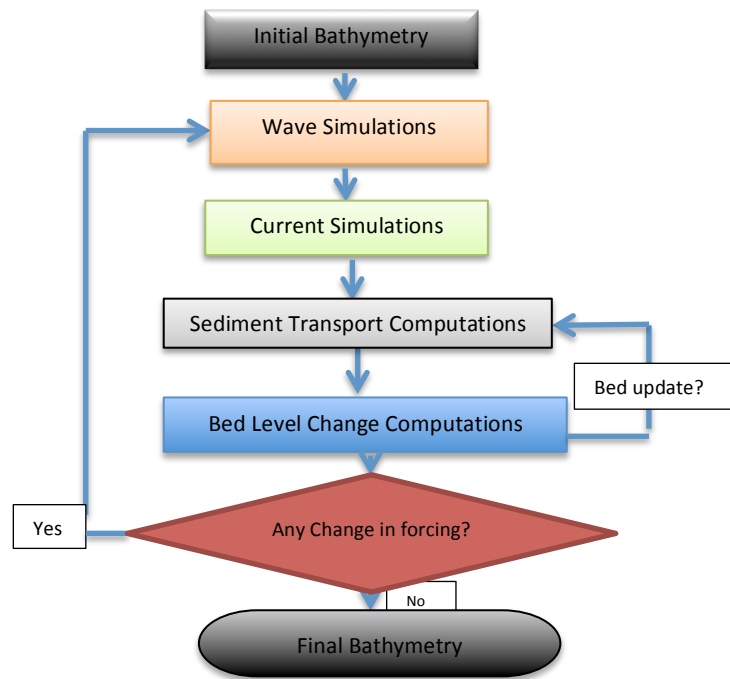 Initial Bathymetry
Wave Simulations
Current Simulations
Sediment Transport Computations
Bed update?
Bed Level Change Computations
Yes
Any Change in forcing?
No
Final Bathymetry